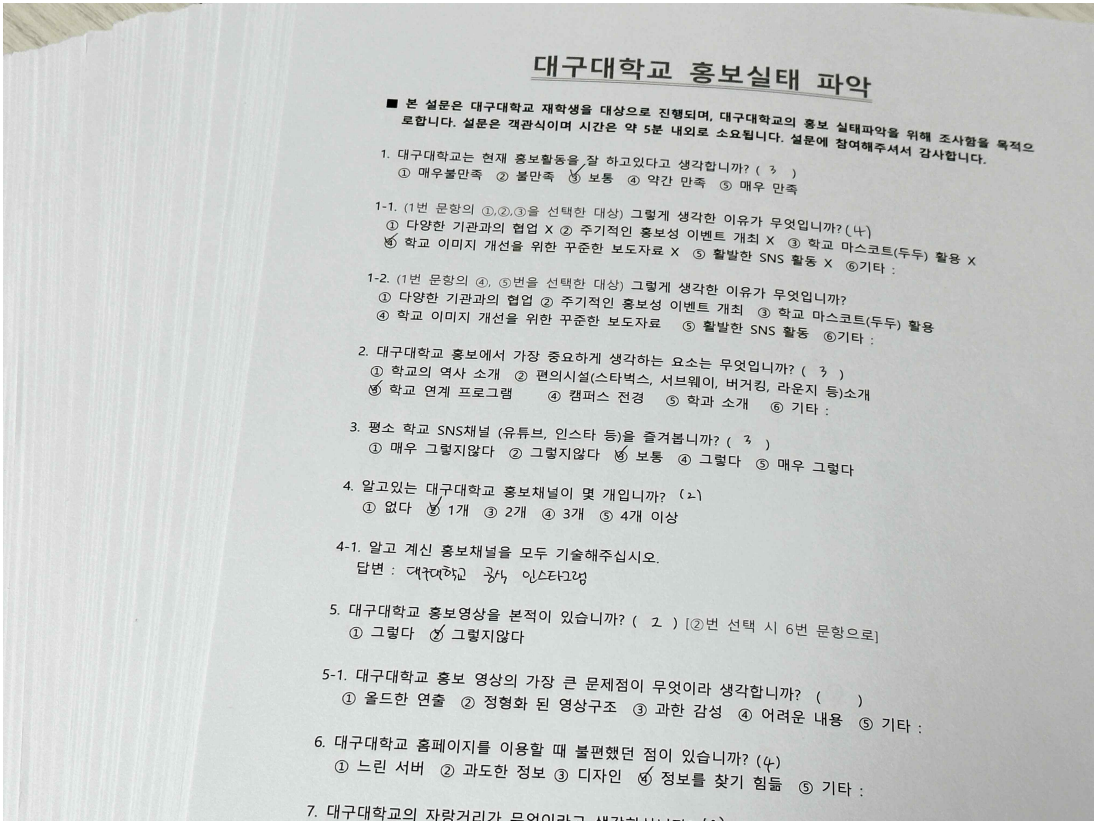 대구대학교 홍보실태 파악
■ 본 설문은 대구대학교 재학생을 대상으로 진행되며, 대구대학교의 홍보 실태파악을 위해 조사함을 목적으
로합니다. 설문은 객관식이며 시간은 약 5분 내외로 소요됩니다. 설문에 참여해주셔서 감사합니다.
1. 대구대학교는 현재 홍보활동을 잘 하고있다고 생각합니까? ( 3 )
① 매우불만족 ② 불만족 ③ 보통 ④ 약간 만족 ⑤ 매우 만족
1-1. (1번 문항의 ①,②,③을 선택한 대상) 그렇게 생각한 이유가 무엇입니까? (4)
① 다양한 기관과의 협업 X ② 주기적인 홍보성 이벤트 개최 X ③ 학교 마스코트(두두) 활용 X
④ 학교 이미지 개선을 위한 꾸준한 보도자료 X ⑤ 활발한 SNS 활동 X ⑥기타 :
1-2. (1번 문항의 ④, ⑤번을 선택한 대상) 그렇게 생각한 이유가 무엇입니까?
① 다양한 기관과의 협업 ② 주기적인 홍보성 이벤트 개최 ③ 학교 마스코트(두두) 활용
④ 학교 이미지 개선을 위한 꾸준한 보도자료 ⑤ 활발한 SNS 활동 ⑥기타 :
2. 대구대학교 홍보에서 가장 중요하게 생각하는 요소는 무엇입니까? ( 3 )
① 학교의 역사 소개 ② 편의시설(스타벅스, 서브웨이, 버거킹, 라운지 등)소개
③ 학교 연계 프로그램 ④ 캠퍼스 전경 ⑤ 학과 소개 ⑥ 기타 :
3. 평소 학교 SNS채널 (유튜브, 인스타 등)을 즐겨봅니까? ( 3 )
① 매우 그렇지않다 ② 그렇지않다 ③ 보통 ④ 그렇다 ⑤ 매우 그렇다
4. 알고있는 대구대학교 홍보채널이 몇 개입니까? (2)
① 없다 ② 1개 ③ 2개 ④ 3개 ⑤ 4개 이상
4-1. 알고 계신 홍보채널을 모두 기술해주십시오.
답변 : 대구대학교 공식 인스타그램
5. 대구대학교 홍보영상을 본적이 있습니까? ( 2 ) [②번 선택 시 6번 문항으로]
① 그렇다 ② 그렇지않다
5-1. 대구대학교 홍보 영상의 가장 큰 문제점이 무엇이라 생각합니까? ( )
① 올드한 연출 ② 정형화 된 영상구조 ③ 과한 감성 ④ 어려운 내용 ⑤ 기타 :
6. 대구대학교 홈페이지를 이용할 때 불편했던 점이 있습니까? (4)
① 느린 서버 ② 과도한 정보 ③ 디자인 ④ 정보를 찾기 힘듦 ⑤ 기타 :
7. 대구대학교의 자랑거리가 무엇이라고